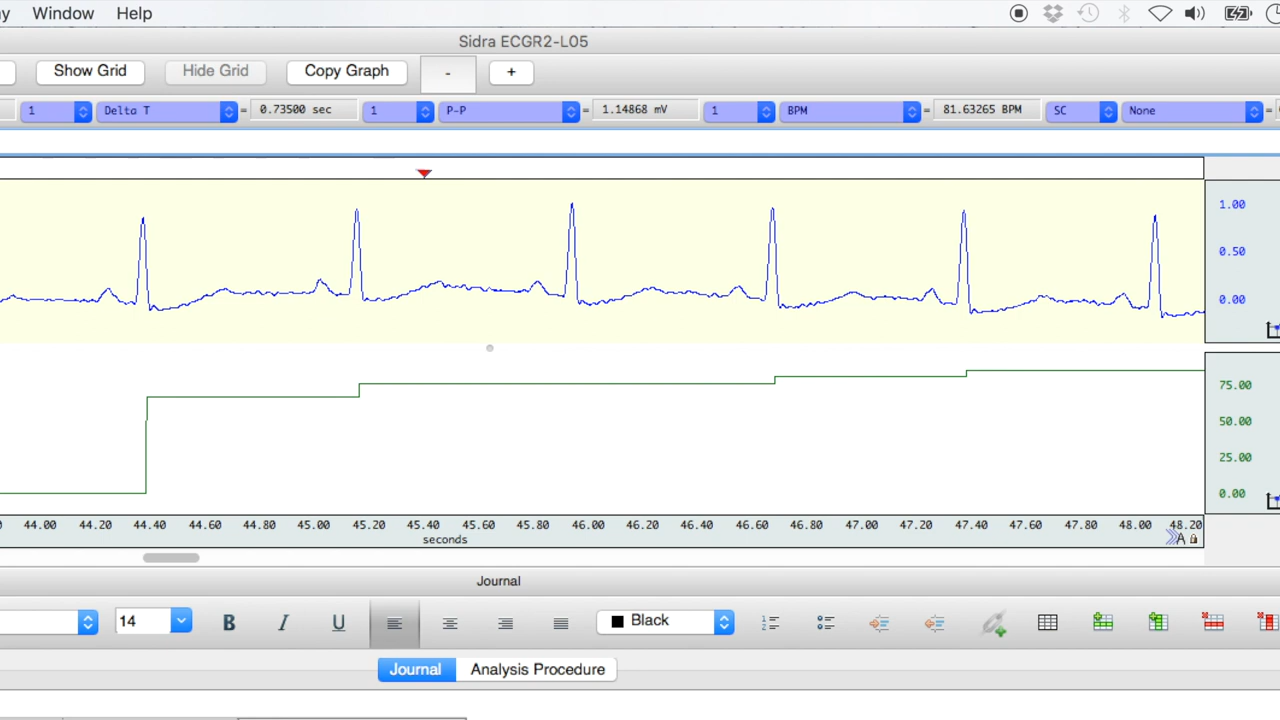 y Window Help
Sidra ECGR2-L05
Show Grid Hide Grid Copy Graph - +
1 Delta T = 0.73500 sec 1 P-P = 1.14868 mV 1 BPM = 81.63265 BPM SC None =
1.00
0.50
0.00
75.00
50.00
25.00
0.00
44.00 44.20 44.40 44.60 44.80 45.00 45.20 45.40 45.60 45.80 46.00 46.20 46.40 46.60 46.80 47.00 47.20 47.40 47.60 47.80 48.00 48.20
seconds
A
Journal
14 B I U Black
Journal Analysis Procedure